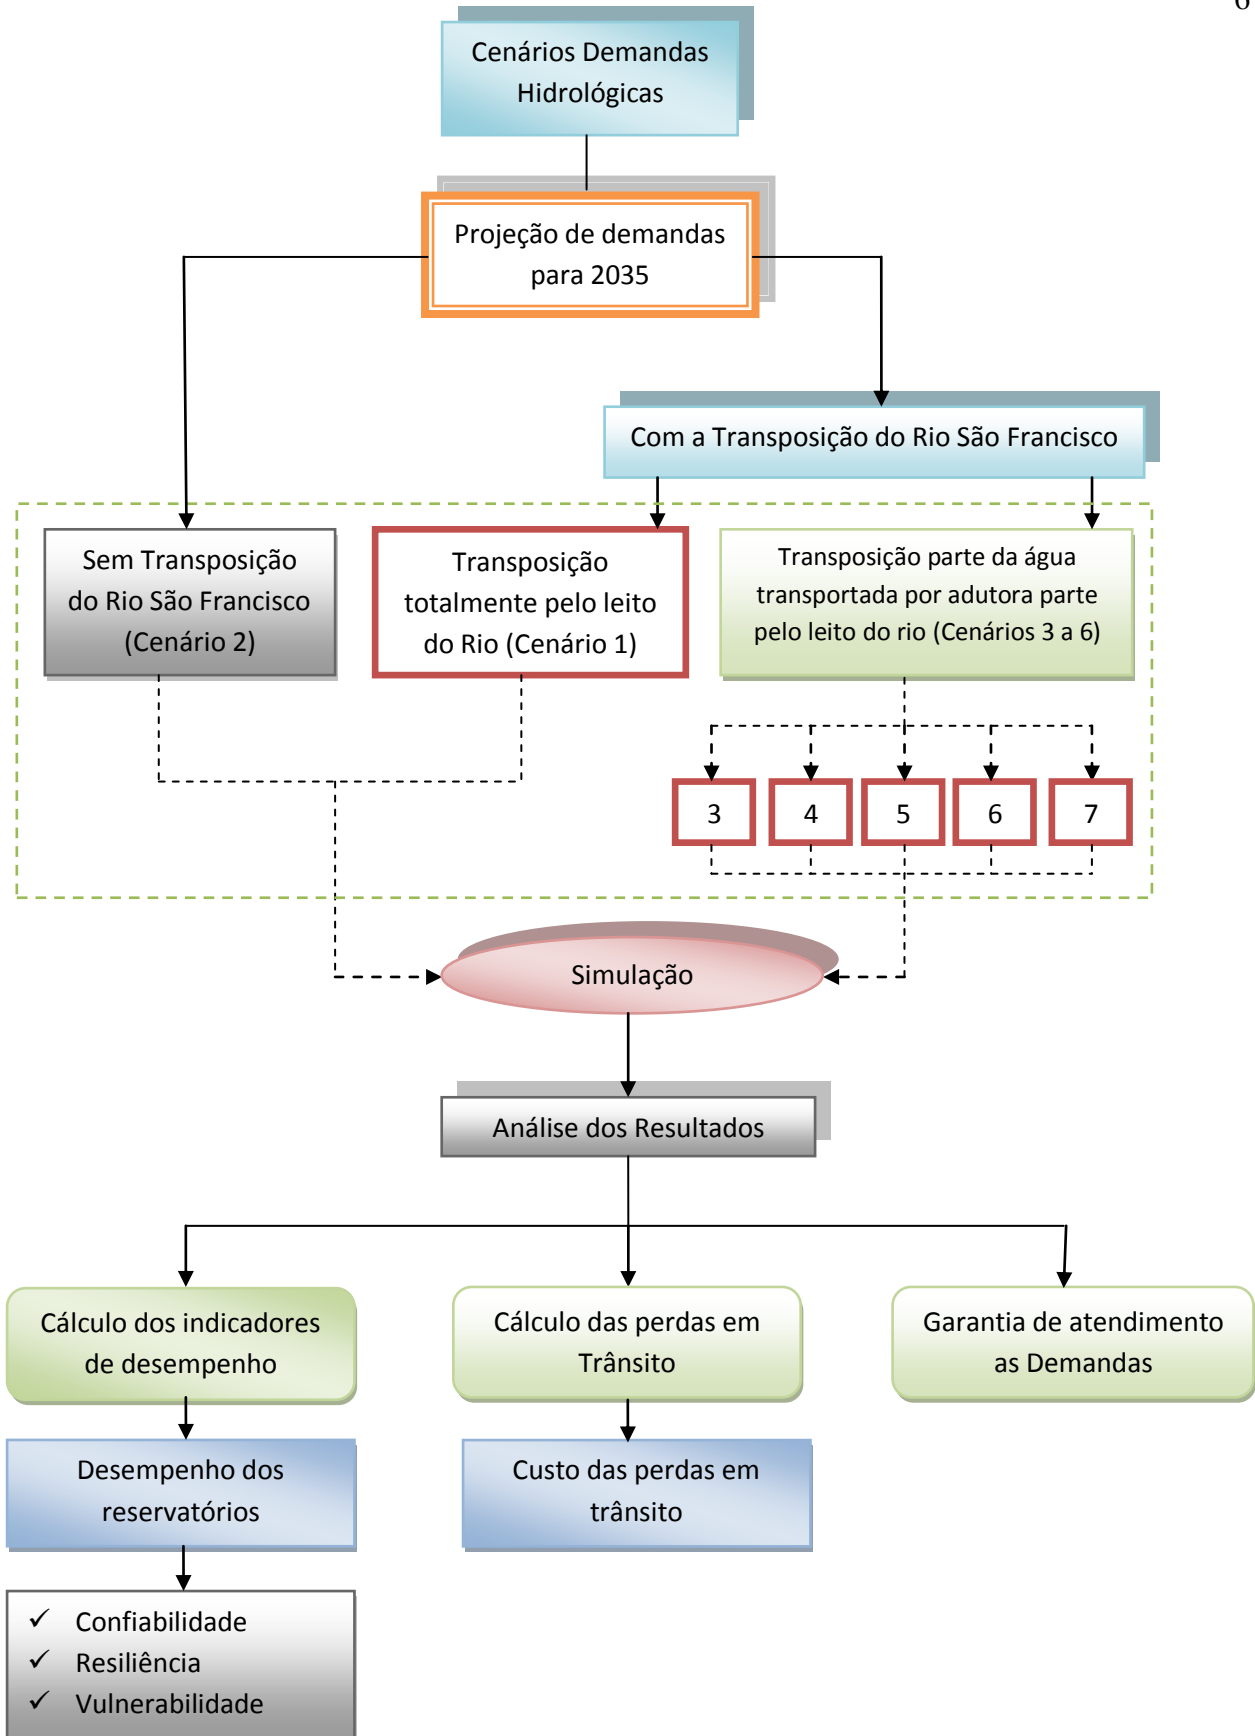 6
Cenários Demandas
Hidrológicas
Projeção de demandas
para 2035
Com a Transposição do Rio São Francisco
Sem Transposição
do Rio São Francisco
(Cenário 2)
Transposição
totalmente pelo leito
do Rio (Cenário 1)
Transposição parte da água
transportada por adutora parte
pelo leito do rio (Cenários 3 a 6)
3
4
5
6
7
Simulação
Análise dos Resultados
Cálculo dos indicadores
de desempenho
Cálculo das perdas em
Trânsito
Garantia de atendimento
as Demandas
Desempenho dos
reservatórios
Custo das perdas em
trânsito
✓ Confiabilidade
✓ Resiliência
✓ Vulnerabilidade